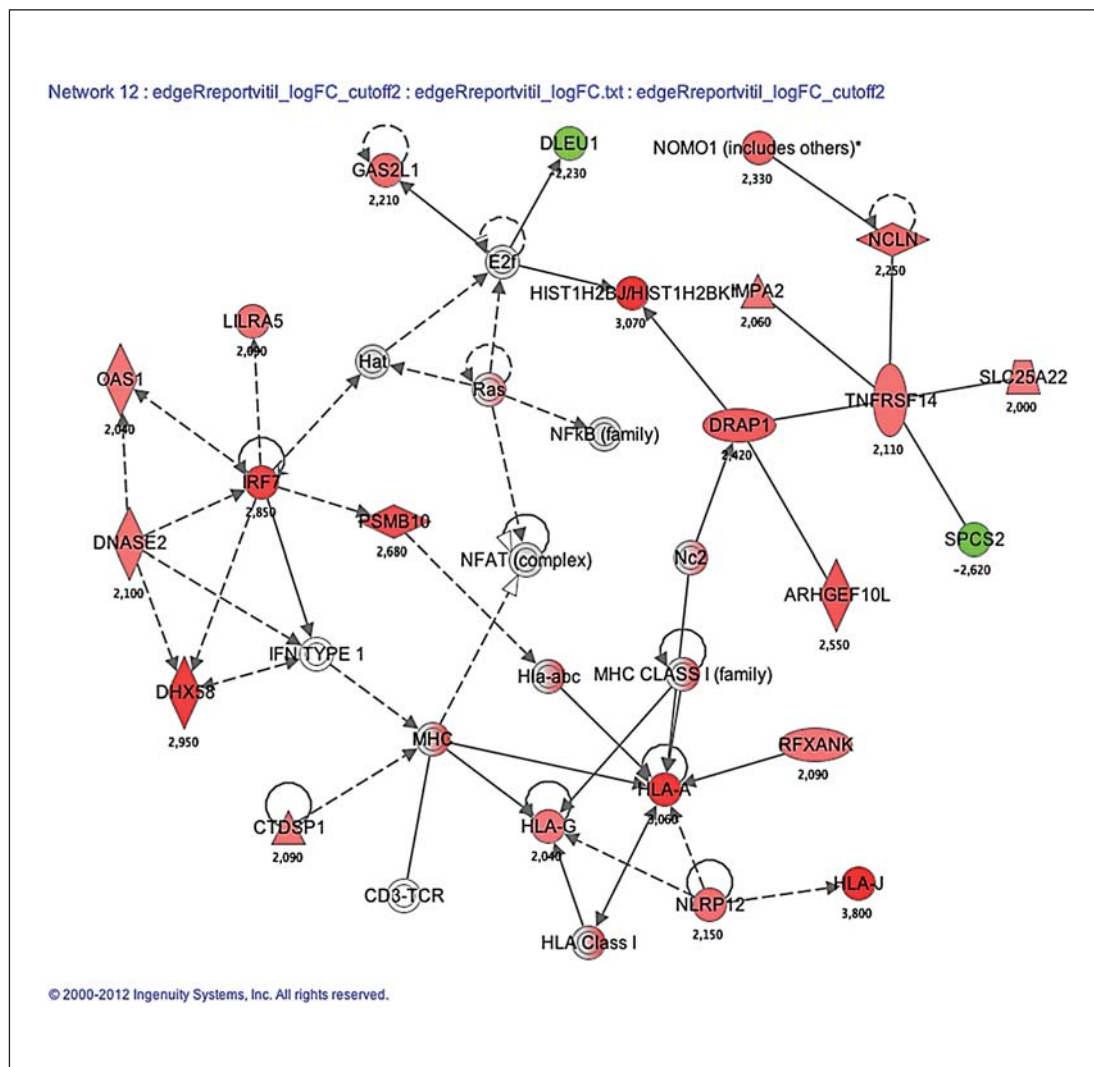 Network 12 : edgeRreportvitil_logFC_cutoff2 : edgeRreportvitil_logFC.txt : edgeRreportvitil_logFC_cutoff2
DLEU1
-2,230
NOMO1 (includes others)*
2,330
GAS2L1
2,210
NCLN
2,250
E2f
HIST1H2BJ/HIST1H2BK*
3,070
IMPA2
2,060
LILRA5
2,090
Hat
OAS1
2,040
Ras
SLC25A22
2,000
TNFRSF14
2,110
NFkB (family)
DRAP1
2,420
IRF7
2,850
PSMB10
2,680
DNASE2
2,100
NFAT (complex)
Nc2
SPCS2
-2,620
ARHGEF10L
2,550
IFN TYPE 1
DHX58
2,950
Hla-abc
MHC CLASS I (family)
MHC
RFXANK
2,090
HLA-A
3,060
CTDSP1
2,090
HLA-G
2,040
CD3-TCR
NLRP12
2,150
HLA-J
3,800
HLA Class I
© 2000-2012 Ingenuity Systems, Inc. All rights reserved.